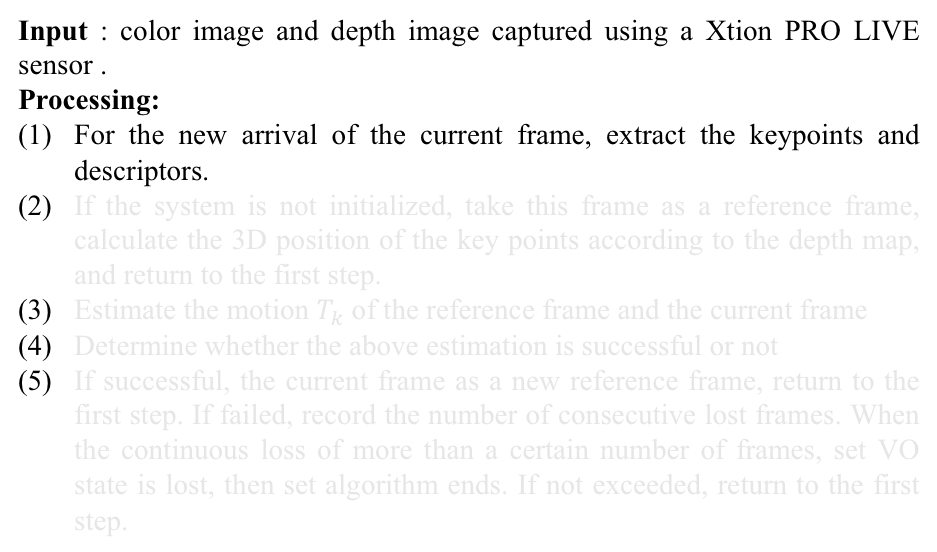 Input : color image and depth image captured using a Xtion PRO LIVE
sensor .
Processing:
(1) For the new arrival of the current frame, extract the keypoints and
descriptors.
(2) If the system is not initialized, take this frame as a reference frame,
calculate the 3D position of the key points according to the depth map,
and return to the first step.
(3) Estimate the motion T_k of the reference frame and the current frame
(4) Determine whether the above estimation is successful or not
(5) If successful, the current frame as a new reference frame, return to the
first step. If failed, record the number of consecutive lost frames. When
the continuous loss of more than a certain number of frames, set VO
state is lost, then set algorithm ends. If not exceeded, return to the first
step.